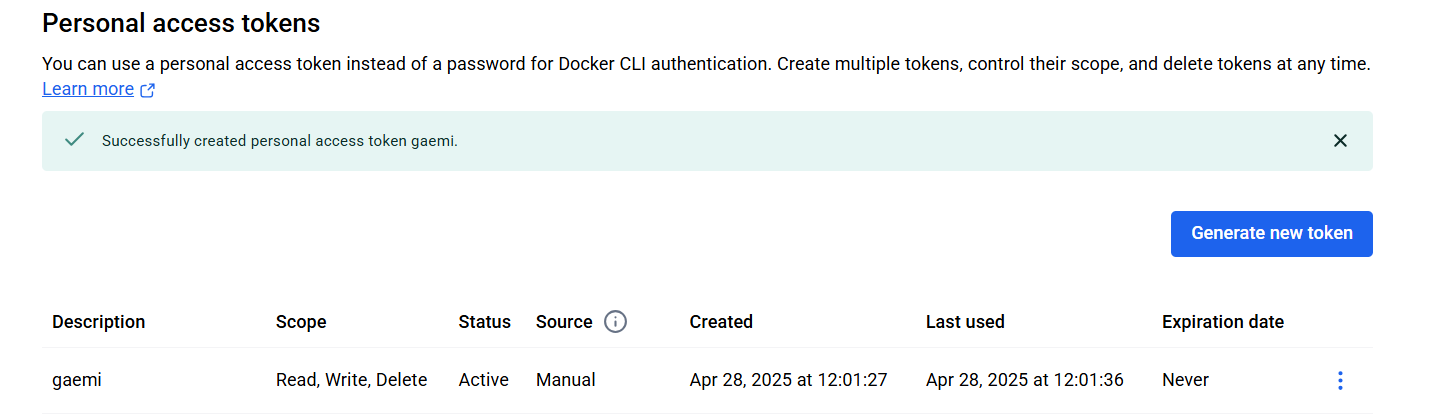 Personal access tokens
You can use a personal access token instead of a password for Docker CLI authentication. Create multiple tokens, control their scope, and delete tokens at any time.
Learn more
Successfully created personal access token gaemi.
Generate new token
Description Scope Status Source Created Last used Expiration date
gaemi Read, Write, Delete Active Manual Apr 28, 2025 at 12:01:27 Apr 28, 2025 at 12:01:36 Never